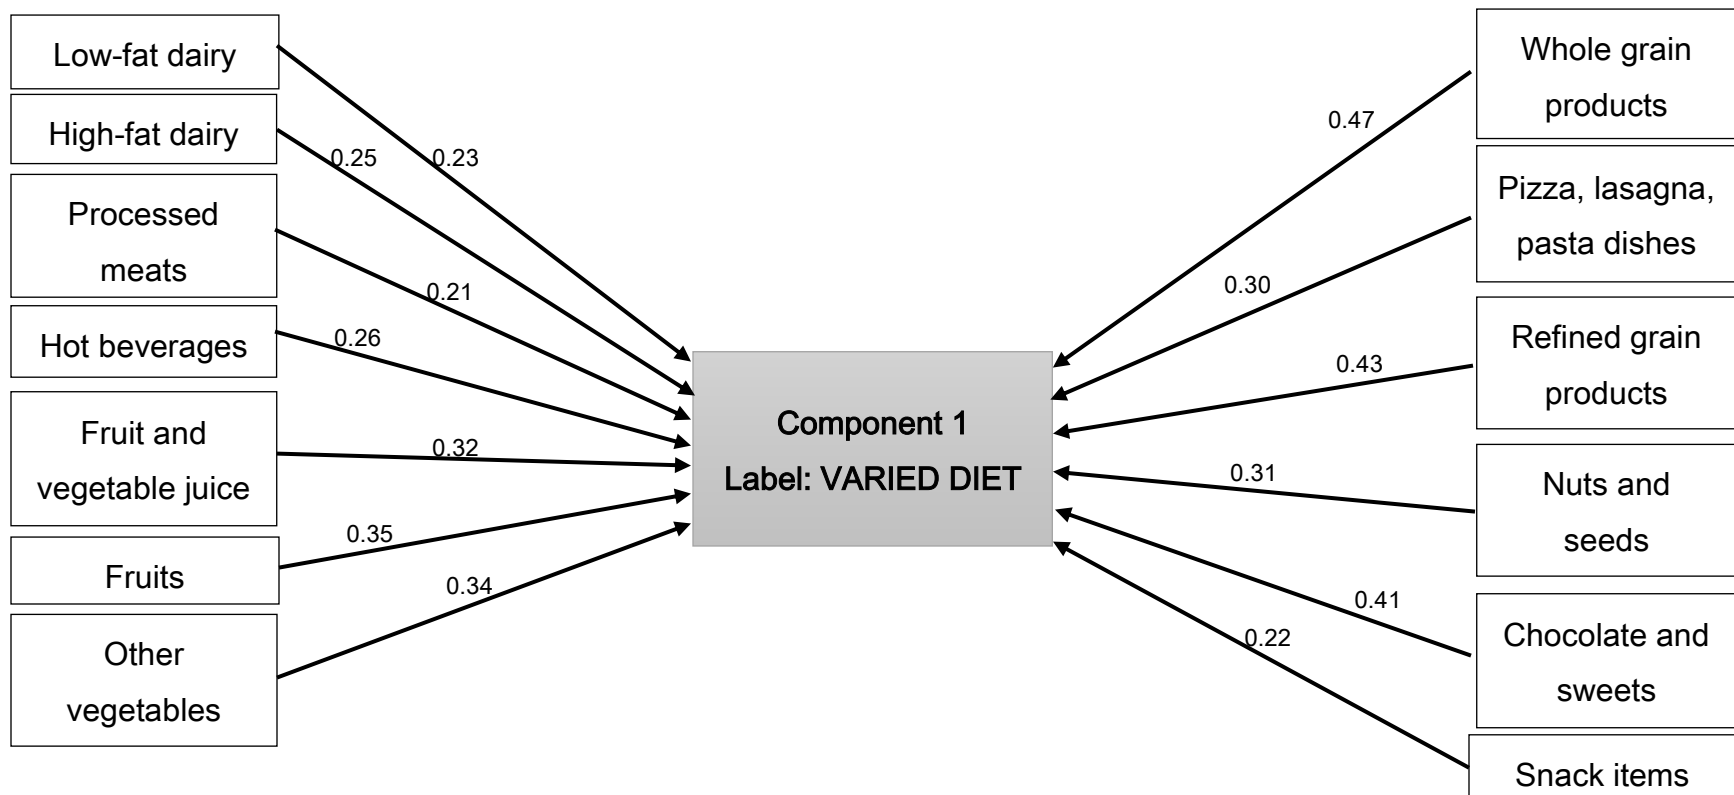 Low-fat dairy
High-fat dairy
Processed
meats
Hot beverages
Fruit and
vegetable juice
Fruits
Other
vegetables
0.23
0.25
0.21
0.26
0.32
0.35
0.34
Component 1
Label: VARIED DIET
0.47
0.30
0.43
0.31
0.41
0.22
Whole grain
products
Pizza, lasagna,
pasta dishes
Refined grain
products
Nuts and
seeds
Chocolate and
sweets
Snack items